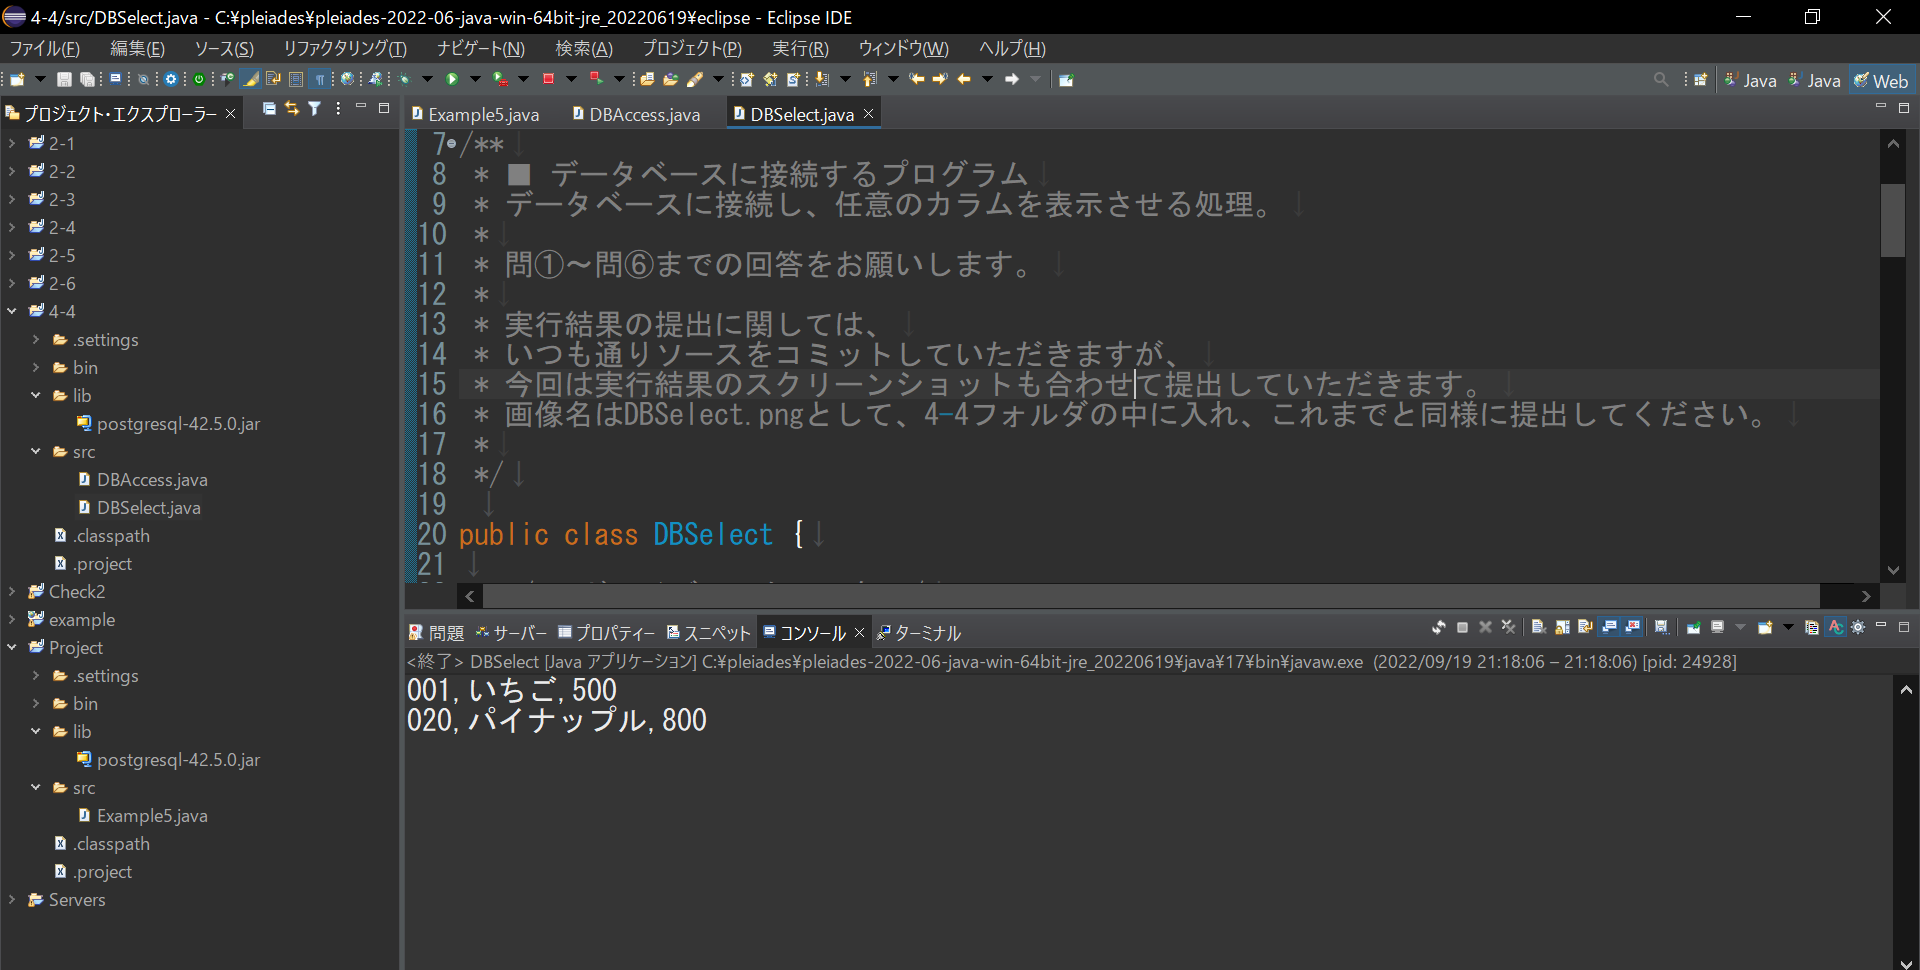 4-4/src/DBSelect.java - C:¥pleiades¥pleiades-2022-06-java-win-64bit-jre_20220619¥eclipse - Eclipse IDE
ファイル(F) 編集(E) ソース(S) リファクタリング(T) ナビゲート(N) 検索(A) プロジェクト(P) 実行(R) ウィンドウ(W) ヘルプ(H)
Java Java Web
プロジェクト・エクスプローラー
2-1
2-2
2-3
2-4
2-5
2-6
4-4
.settings
bin
lib
postgresql-42.5.0.jar
src
DBAccess.java
DBSelect.java
.classpath
.project
Check2
example
Project
.settings
bin
lib
postgresql-42.5.0.jar
src
Example5.java
.classpath
.project
Servers
Example5.java DBAccess.java DBSelect.java
7 /**
8 * ■ データベースに接続するプログラム
9 * データベースに接続し、任意のカラムを表示させる処理。
10 *
11 * 問①～問⑥までの回答をお願いします。
12 *
13 * 実行結果の提出に関しては、
14 * いつも通りソースをコミットしていただきますが、
15 * 今回は実行結果のスクリーンショットも合わせて提出していただきます。
16 * 画像名はDBSelect.pngとして、4-4フォルダの中に入れ、これまでと同様に提出してください。
17 *
18 */
19
20 public class DBSelect {
21
問題 サーバー プロパティー スニペット コンソール ターミナル
<終了> DBSelect [Java アプリケーション] C:¥pleiades¥pleiades-2022-06-java-win-64bit-jre_20220619¥java¥17¥bin¥javaw.exe (2022/09/19 21:18:06 – 21:18:06) [pid: 24928]
001,いちご,500
020,パイナップル,800